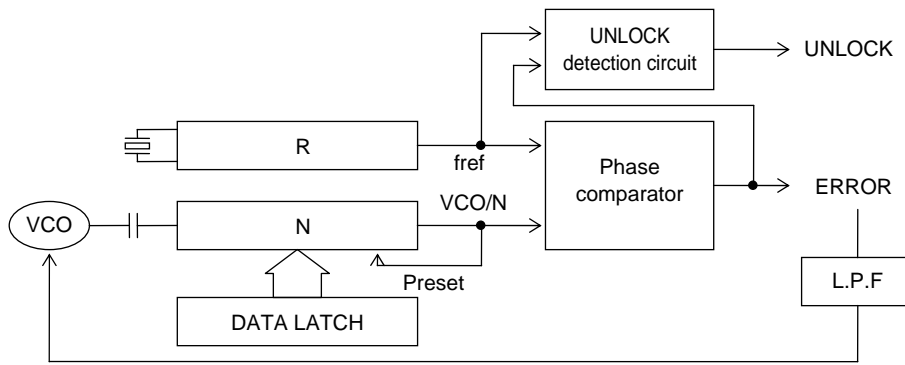 UNLOCK
detection circuit
UNLOCK
R
fref
Phase
comparator
ERROR
VCO
N
VCO/N
Preset
DATA LATCH
L.P.F